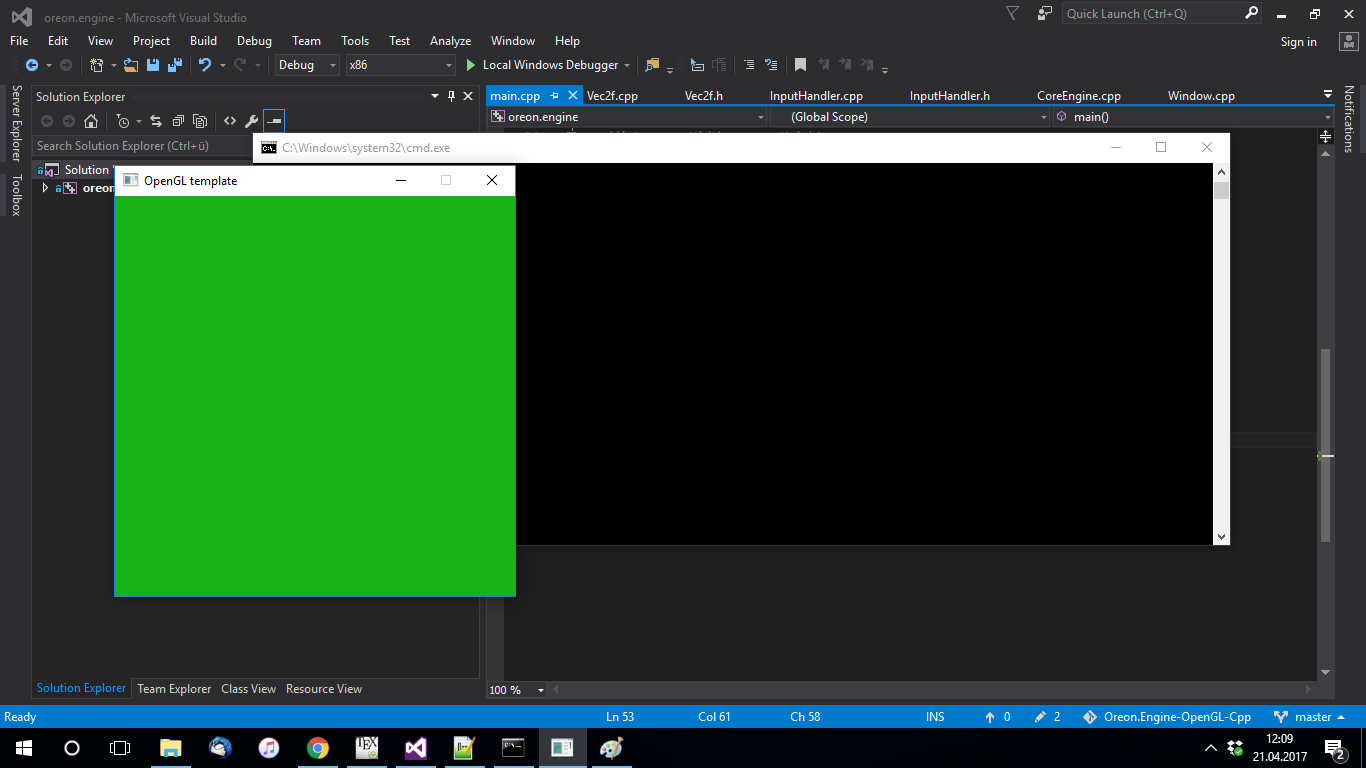 oreon.engine - Microsoft Visual Studio
Quick Launch (Ctrl+Q)
File Edit View Project Build Debug Team Tools Test Analyze Window Help
Sign in
Debug x86 Local Windows Debugger
Server Explorer
Toolbox
Solution Explorer
Search Solution Explorer (Ctrl+ü)
Solution
oreon
main.cpp Vec2f.cpp Vec2f.h InputHandler.cpp InputHandler.h CoreEngine.cpp Window.cpp
oreon.engine (Global Scope) main()
Notifications
C:\Windows\system32\cmd.exe
OpenGL template
Solution Explorer Team Explorer Class View Resource View
100 %
Ready Ln 53 Col 61 Ch 58 INS 0 2 Oreon.Engine-OpenGL-Cpp master
12:09
21.04.2017
2